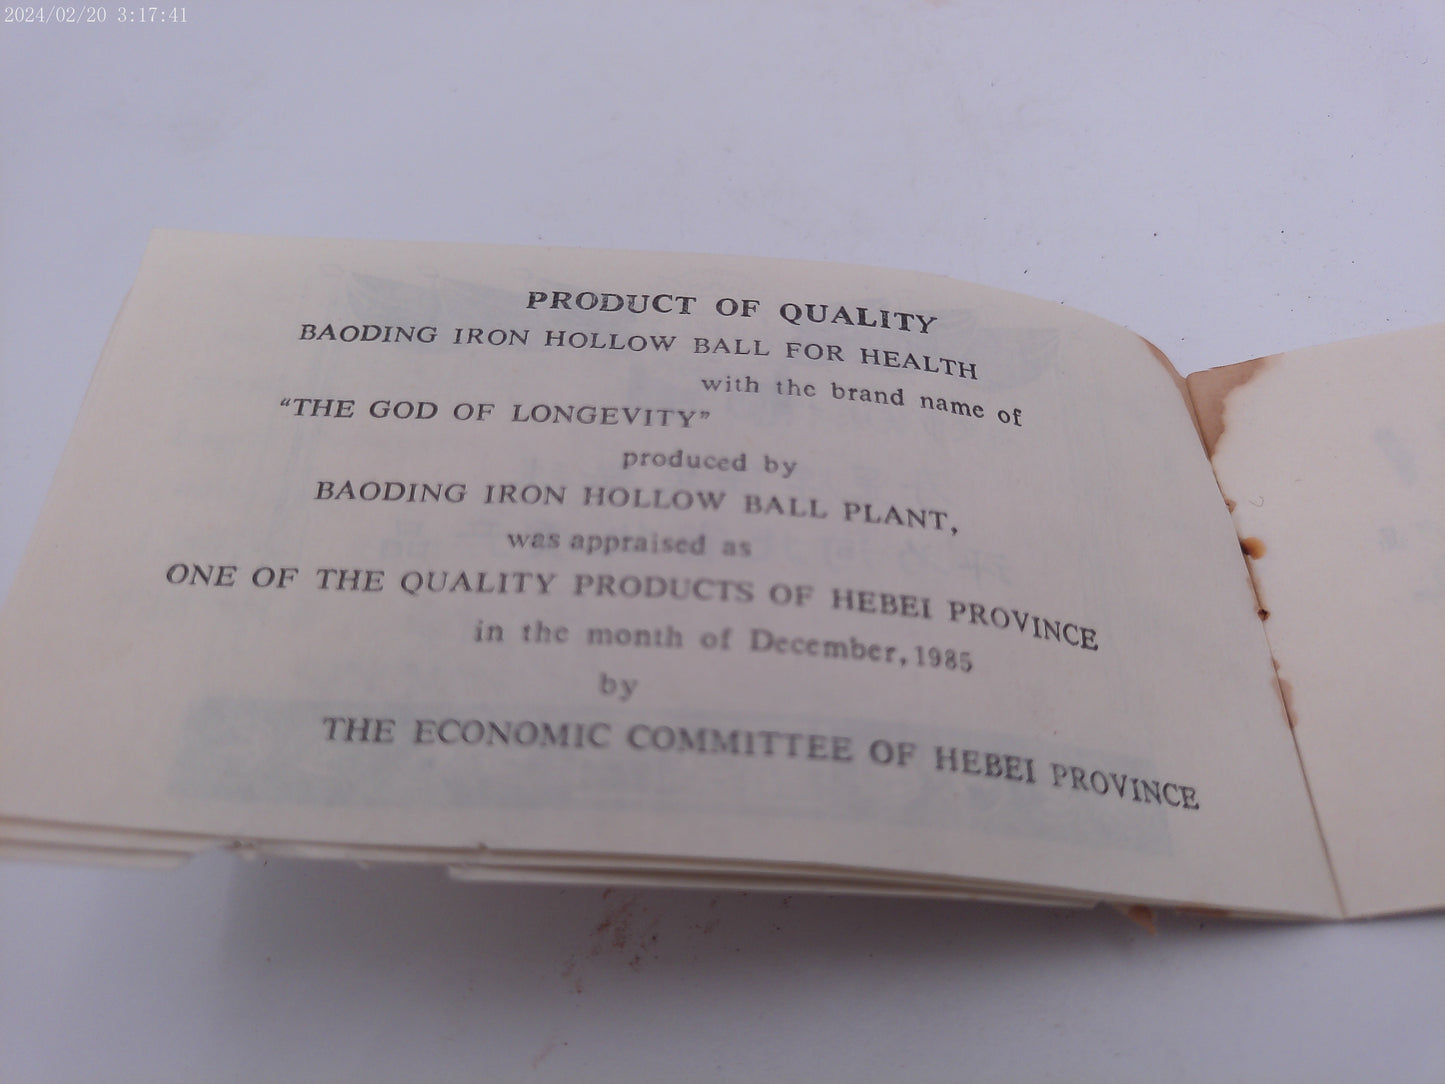 2024/02/20 3:17:41
PRODUCT OF QUALITY
BAODING IRON HOLLOW BALL FOR HEALTH
with the brand name of
“THE GOD OF LONGEVITY”
produced by
BAODING IRON HOLLOW BALL PLANT,
was appraised as
ONE OF THE QUALITY PRODUCTS OF HEBEI PROVINCE
in the month of December, 1985
by
THE ECONOMIC COMMITTEE OF HEBEI PROVINCE